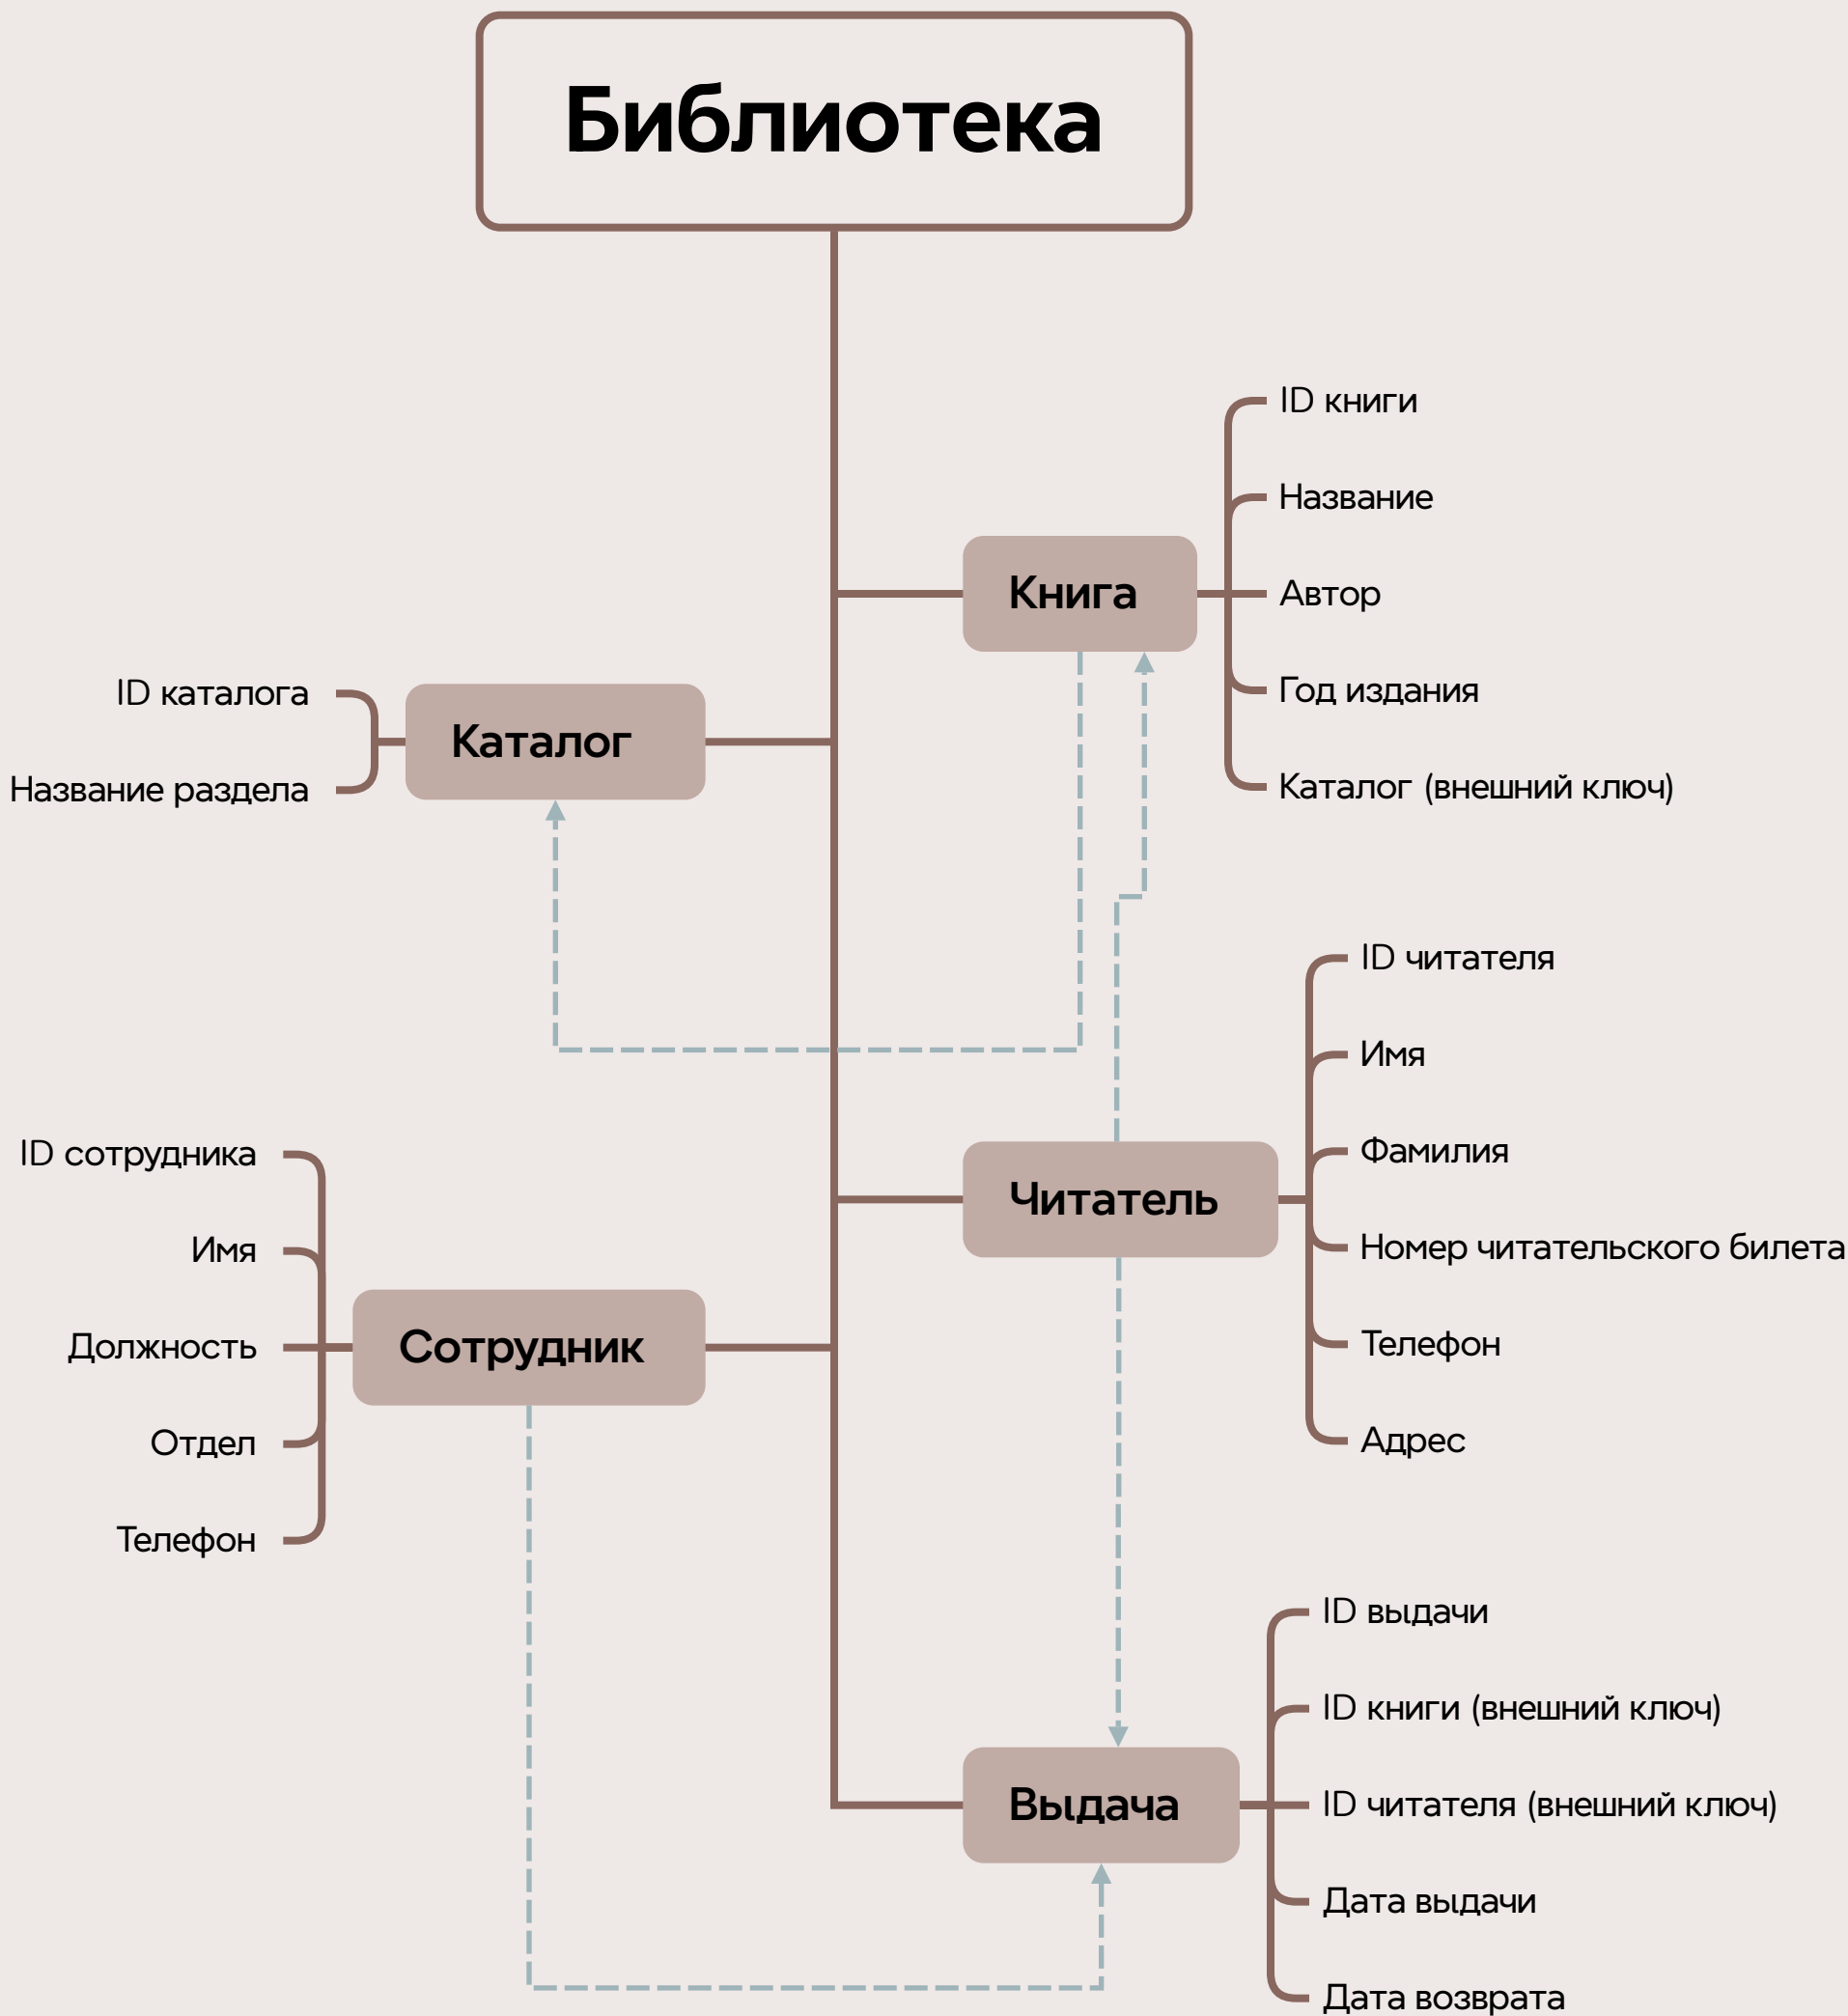 Библиотека
Книга
ID книги
Название
Автор
Год издания
Каталог (внешний ключ)
Каталог
ID каталога
Название раздела
Читатель
ID читателя
Имя
Фамилия
Номер читательского билета
Телефон
Адрес
Сотрудник
ID сотрудника
Имя
Должность
Отдел
Телефон
Выдача
ID выдачи
ID книги (внешний ключ)
ID читателя (внешний ключ)
Дата выдачи
Дата возврата